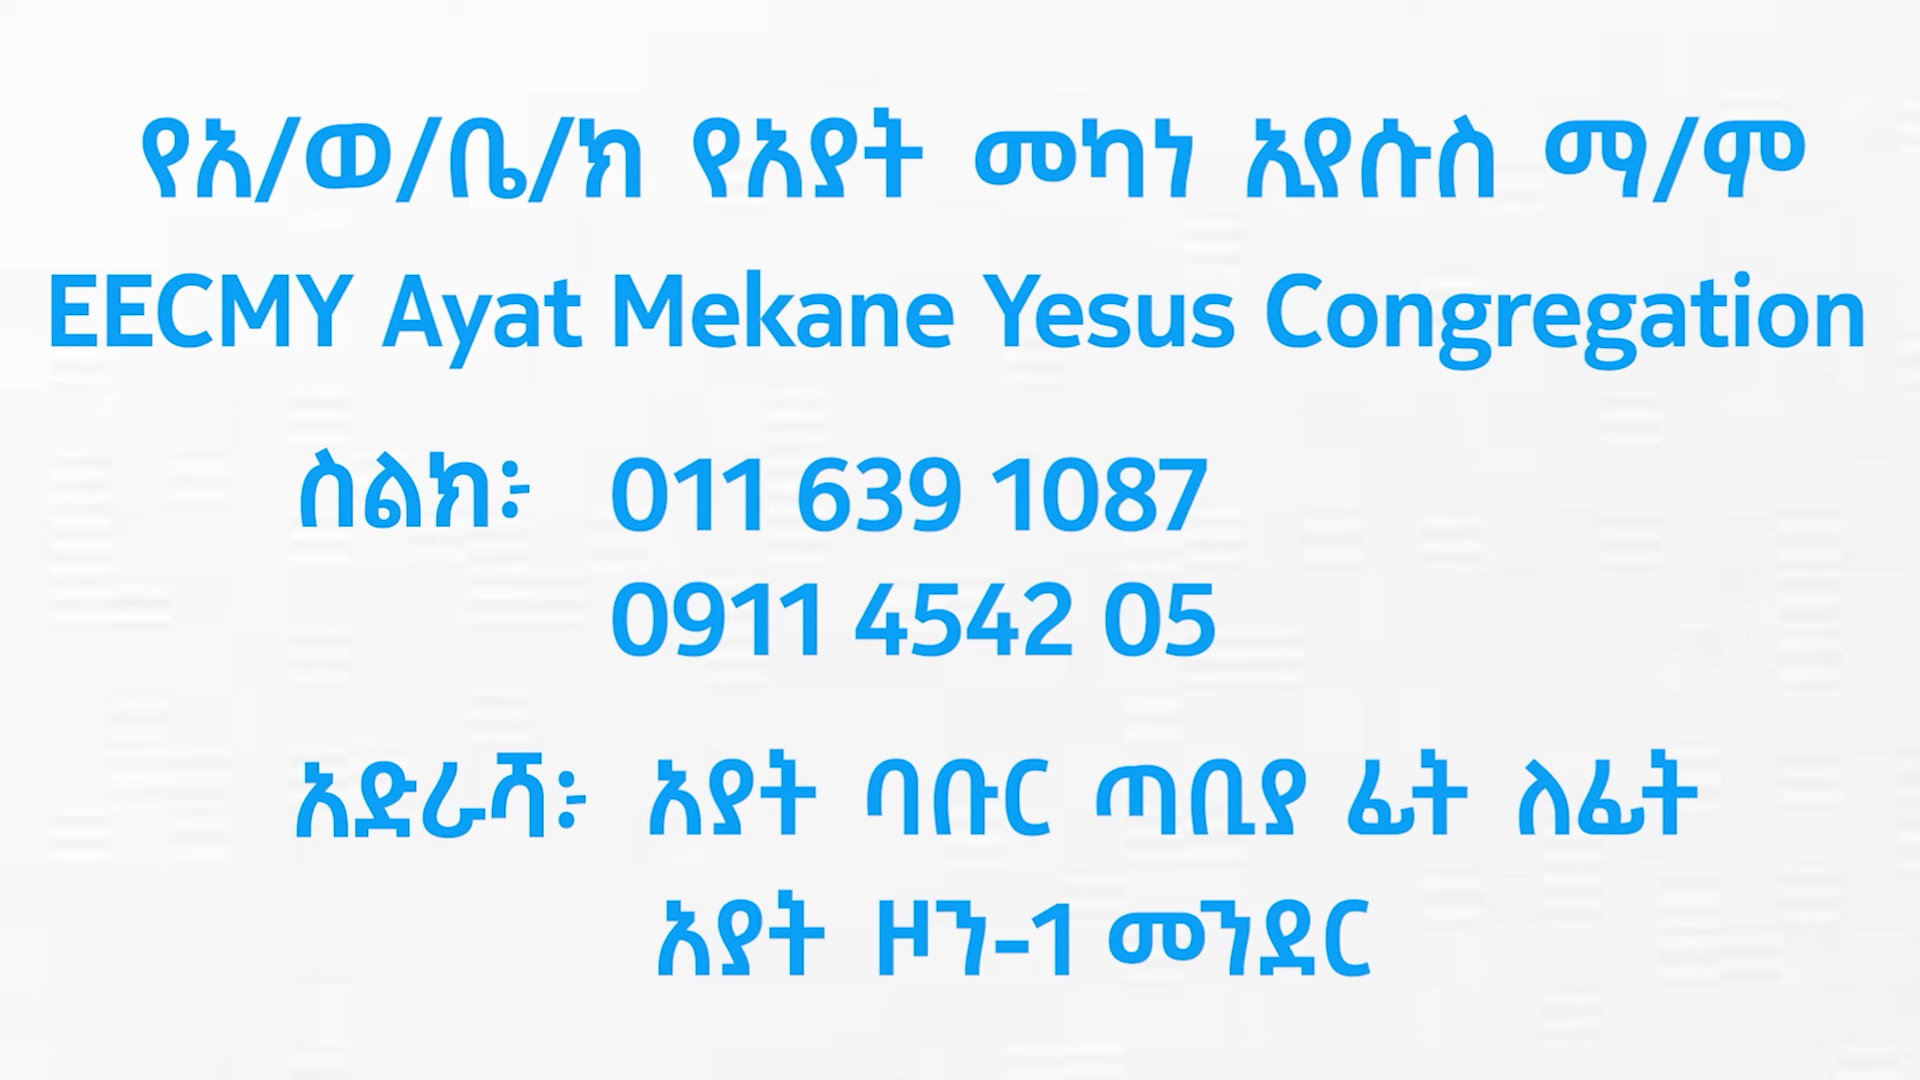 የአ/ወ/ቤ/ክ የአያት መካነ ኢየሱስ ማ/ም
EECMY Ayat Mekane Yesus Congregation
ስልክ፦ 011 639 1087
0911 4542 05
አድራሻ፦ አያት ባቡር ጣቢያ ፊት ለፊት
አያት ዞን-1 መንደር